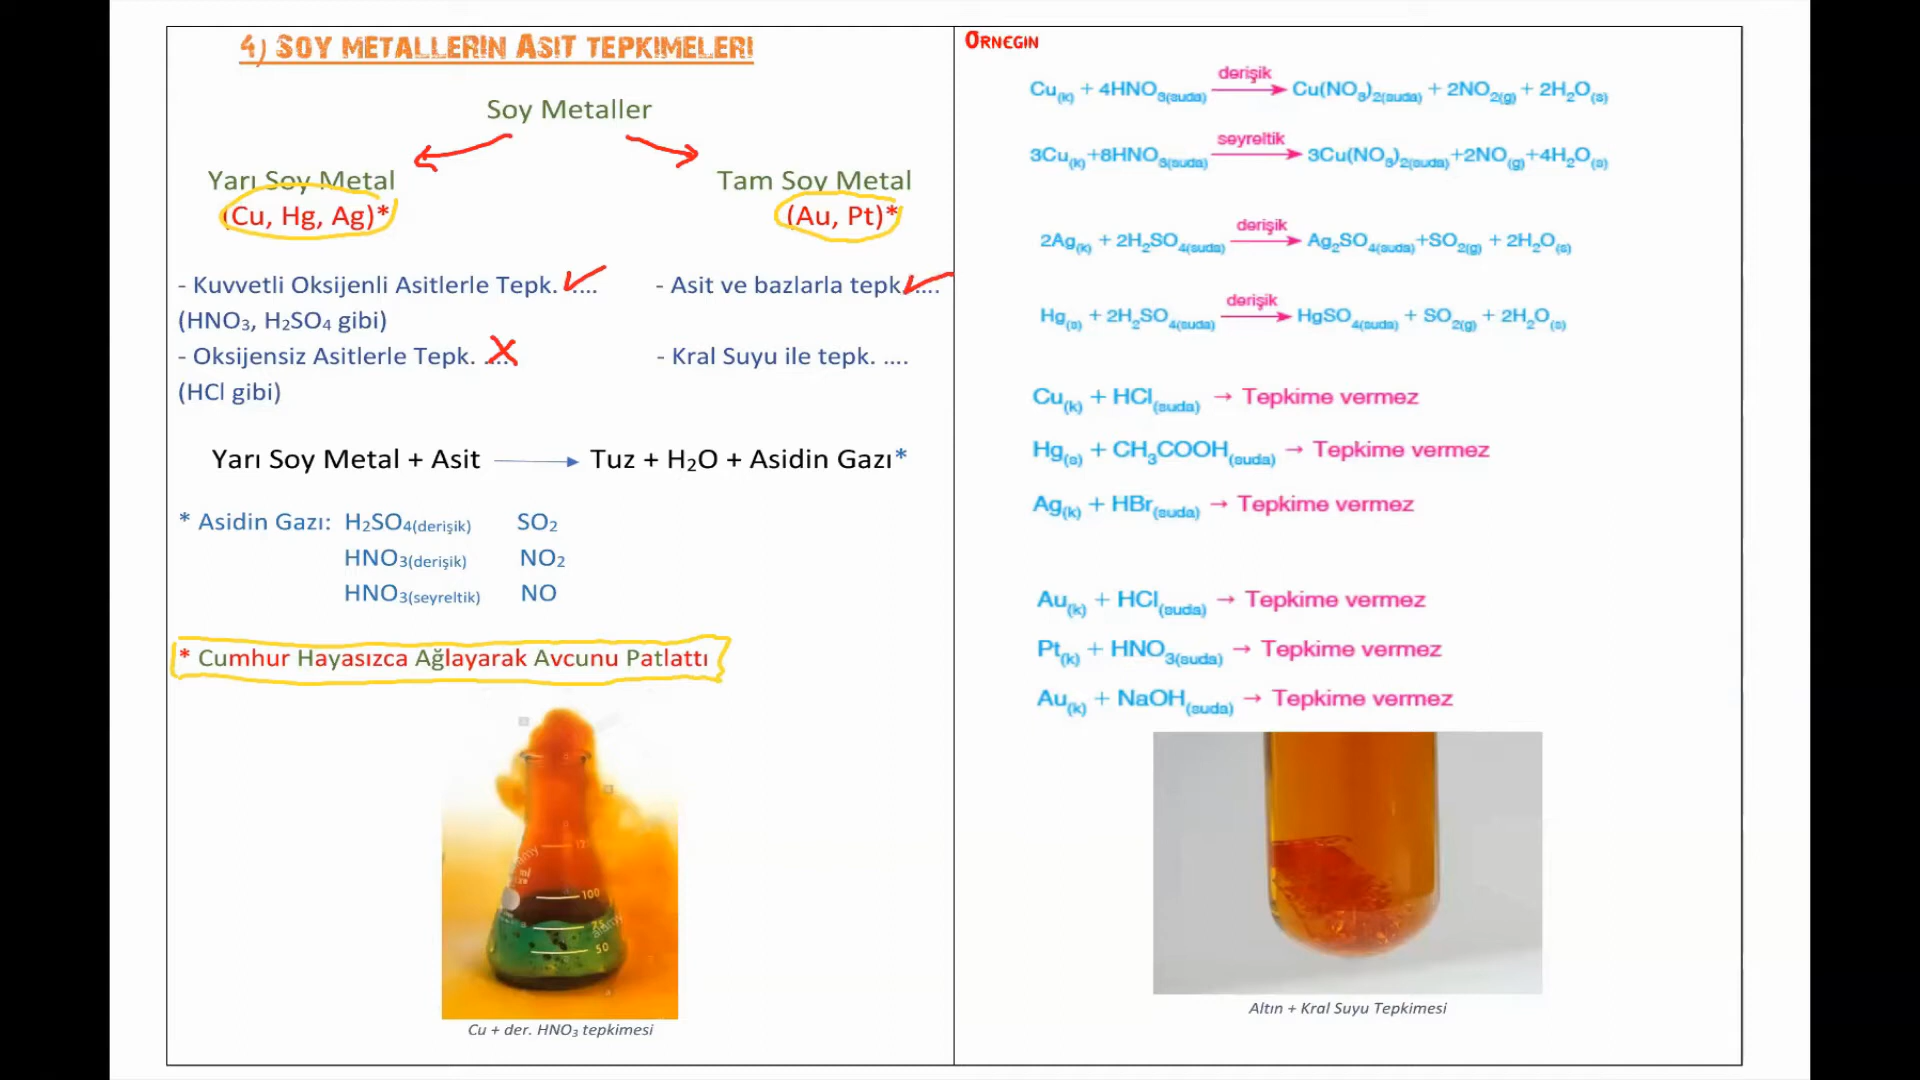 4) SOY METALLERIN ASIT TEPKIMELERI
Soy Metaller
Yarı Soy Metal
(Cu, Hg, Ag)*
Tam Soy Metal
(Au, Pt)*
- Kuvvetli Oksijenli Asitlerle Tepk. ....
(HNO₃, H₂SO₄ gibi)
- Oksijensiz Asitlerle Tepk. ....
(HCl gibi)
- Asit ve bazlarla tepk. ....
- Kral Suyu ile tepk. ....
Yarı Soy Metal + Asit → Tuz + H₂O + Asidin Gazı*
* Asidin Gazı: H₂SO₄(derişik) SO₂
HNO₃(derişik) NO₂
HNO₃(seyreltik) NO
* Cumhur Hayasızca Ağlayarak Avcunu Patlattı
100
75
50
Cu + der. HNO₃ tepkimesi
ORNEGIN
derişik
Cu(k) + 4HNO₃(suda) → Cu(NO₃)₂(suda) + 2NO₂(g) + 2H₂O(s)
seyreltik
3Cu(k)+8HNO₃(suda) → 3Cu(NO₃)₂(suda)+2NO(g)+4H₂O(s)
derişik
2Ag(k) + 2H₂SO₄(suda) → Ag₂SO₄(suda)+SO₂(g) + 2H₂O(s)
derişik
Hg(s) + 2H₂SO₄(suda) → HgSO₄(suda) + SO₂(g) + 2H₂O(s)
Cu(k) + HCl(suda) → Tepkime vermez
Hg(s) + CH₃COOH(suda) → Tepkime vermez
Ag(k) + HBr(suda) → Tepkime vermez
Au(k) + HCl(suda) → Tepkime vermez
Pt(k) + HNO₃(suda) → Tepkime vermez
Au(k) + NaOH(suda) → Tepkime vermez
Altın + Kral Suyu Tepkimesi